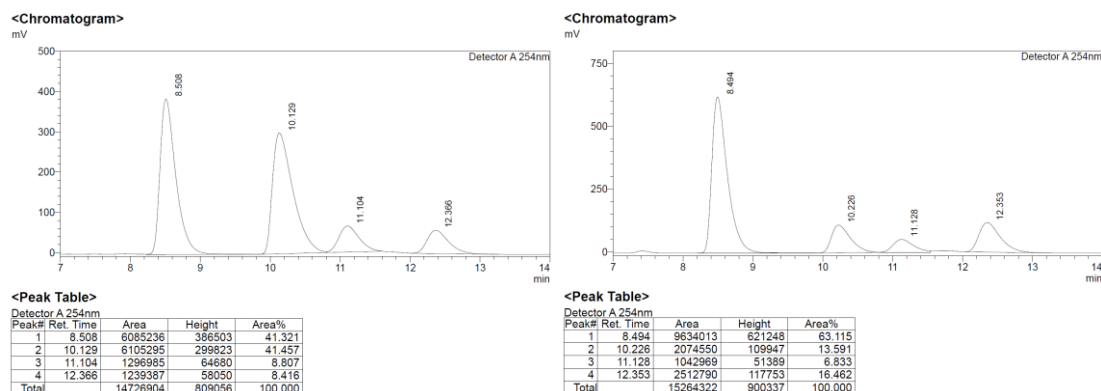 <Chromatogram>
mV
Detector A 254nm
500
400
300
200
100
0
8.508
10.129
11.104
12.366
7 8 9 10 11 12 13 14
min
<Peak Table>
Detector A 254nm
Peak# Ret. Time Area Height Area%
1 8.508 6085236 386503 41.321
2 10.129 6105295 299823 41.457
3 11.104 1296985 64680 8.807
4 12.366 1239387 58050 8.416
Total 14726904 809056 100.000
<Chromatogram>
mV
Detector A 254nm
750
500
250
0
8.494
10.226
11.128
12.353
7 8 9 10 11 12 13 14
min
<Peak Table>
Detector A 254nm
Peak# Ret. Time Area Height Area%
1 8.494 9634013 621248 63.115
2 10.226 2074550 109947 13.591
3 11.128 1042969 51389 6.833
4 12.353 2512790 117753 16.462
Total 15264322 900337 100.000